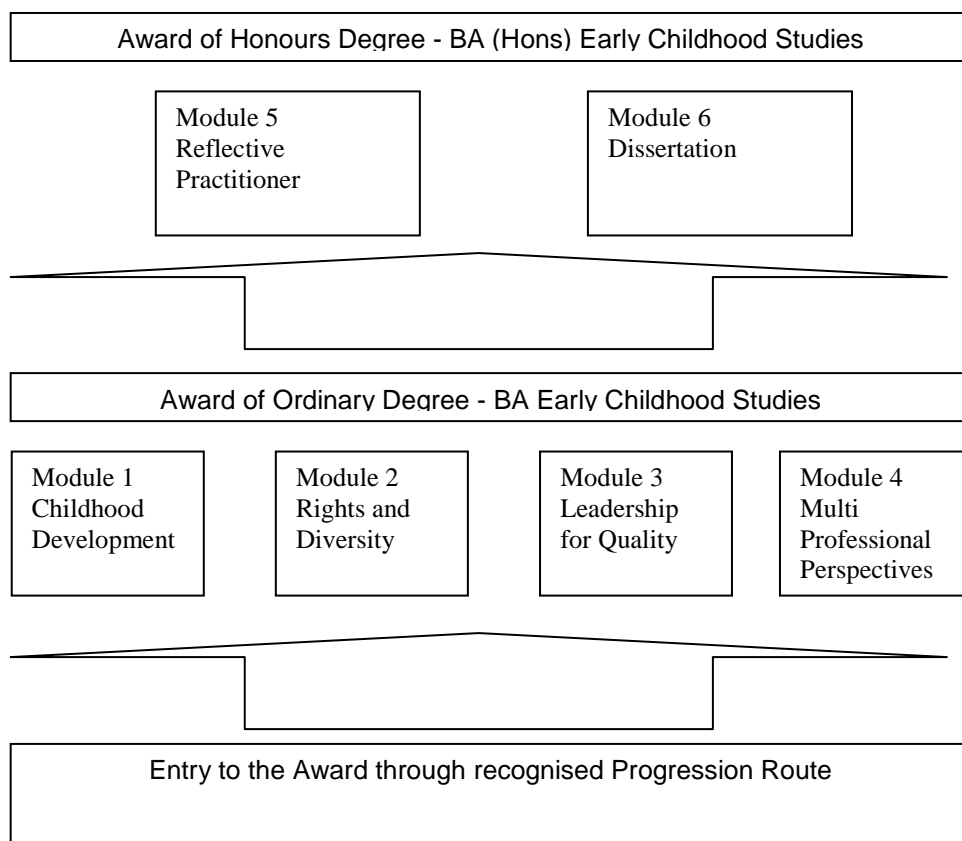 Award of Honours Degree - BA (Hons) Early Childhood Studies
Module 5
Reflective
Practitioner
Module 6
Dissertation
Award of Ordinary Degree - BA Early Childhood Studies
Module 1
Childhood
Development
Module 2
Rights and
Diversity
Module 3
Leadership
for Quality
Module 4
Multi
Professional
Perspectives
Entry to the Award through recognised Progression Route